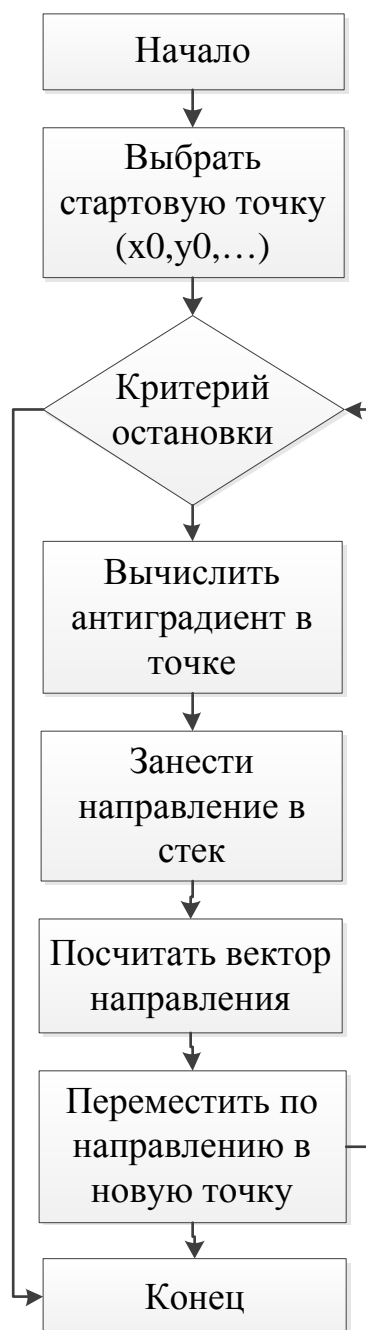 Начало
Выбрать
стартовую точку
(x0,y0,…)
Критерий
остановки
Вычислить
антиградиент в
точке
Занести
направление в
стек
Посчитать вектор
направления
Переместить по
направлению в
новую точку
Конец